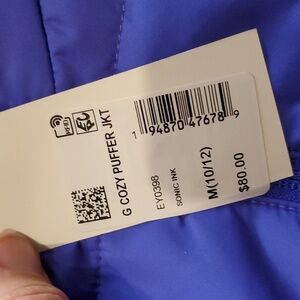 G COZY PUFFER JKT
EY0398
SONIC INK
M(10/12)
$80.00
1 94870 47678 9